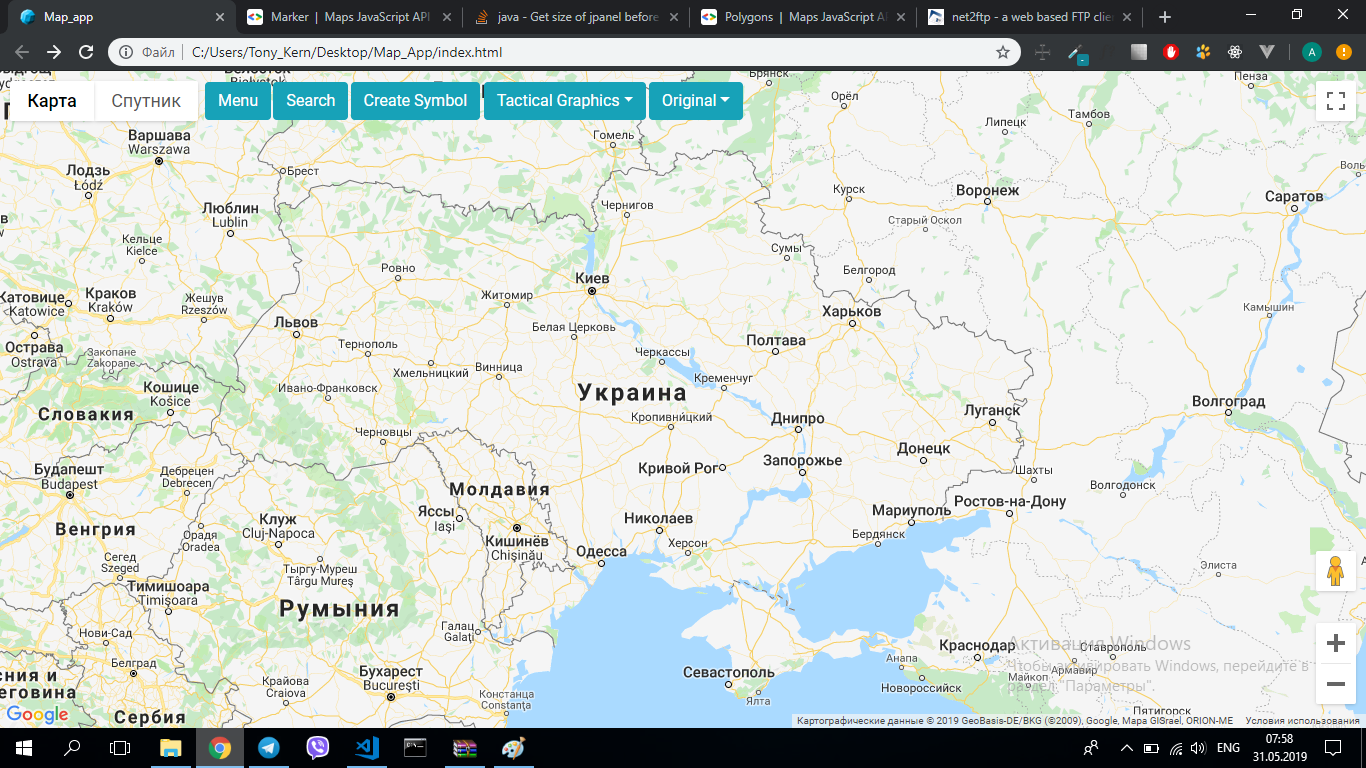 Map_app
Marker | Maps JavaScript API
java - Get size of jpanel before
Polygons | Maps JavaScript A
net2ftp - a web based FTP clie
Файл
C:/Users/Tony_Kern/Desktop/Map_App/index.html
A
Карта
Спутник
Menu
Search
Create Symbol
Tactical Graphics
Original
Брянск
Пенза
Орёл
Тамбов
Липецк
Гомель
Варшава
Warszawa
Брест
Лодзь
Łódź
Курск
Воронеж
Саратов
Люблин
Lublin
Чернигов
Старый Оскол
Кельце
Kielce
Сумы
Ровно
Белгород
Киев
Катовице
Katowice
Краков
Kraków
Жешув
Rzeszów
Житомир
Камышин
Львов
Белая Церковь
Харьков
Острава
Ostrava
Закопане
Zakopane
Тернополь
Черкассы
Полтава
Хмельницкий
Винница
Кременчуг
Кошице
Košice
Ивано-Франковск
Украина
Волгоград
Словакия
Кропивницкий
Днипро
Луганск
Черновцы
Донецк
Будапешт
Budapest
Дебрецен
Debrecen
Кривой Рог
Запорожье
Шахты
Молдавия
Волгодонск
Ростов-на-Дону
Венгрия
Клуж
Cluj-Napoca
Яссы
Iași
Николаев
Мариуполь
Орадя
Oradea
Кишинёв
Chișinău
Херсон
Бердянск
Сегед
Szeged
Одесса
Элиста
Тыргу-Муреш
Târgu Mureș
Тимишоара
Timișoara
Румыния
Нови-Сад
Галац
Galați
Краснодар
Ставрополь
Активация Windows
Чтобы активировать Windows, перейдите в
раздел "Параметры".
Белград
Анапа
Армавир
Майкоп
Бухарест
București
Севастополь
Крайова
Craiova
Новороссийск
Констанца
Constanța
Ялта
Пятигорск
Сербия
Google
Картографические данные © 2019 GeoBasis-DE/BKG (©2009), Google, Mapa GISrael, ORION-ME
Условия использования
ENG
07:58
31.05.2019